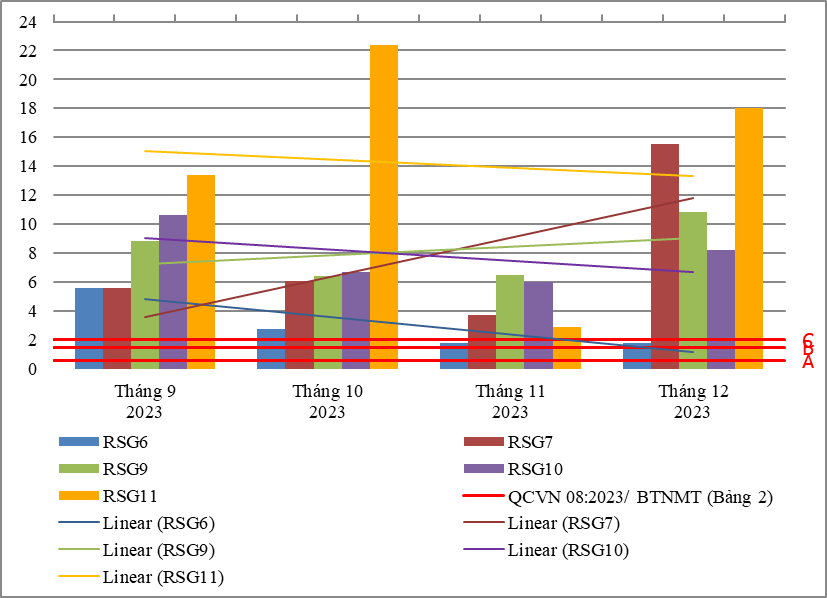 24
22
20
18
16
14
12
10
8
6
4
2
0
C
B
A
Tháng 9
2023
Tháng 10
2023
Tháng 11
2023
Tháng 12
2023
RSG6
RSG7
RSG9
RSG10
RSG11
QCVN 08:2023/ BTNMT (Bảng 2)
Linear (RSG6)
Linear (RSG7)
Linear (RSG9)
Linear (RSG10)
Linear (RSG11)